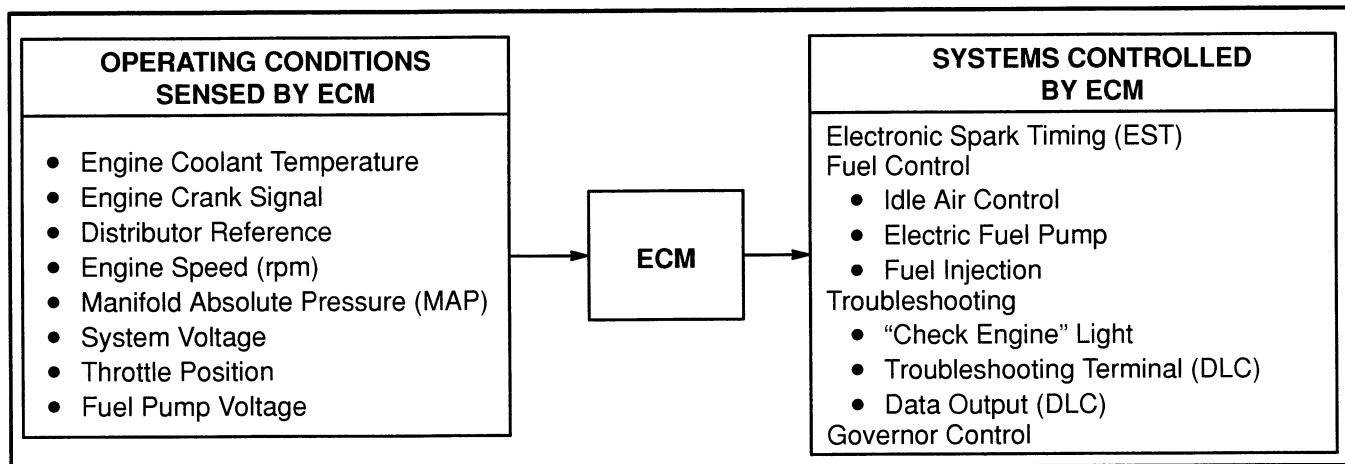 OPERATING CONDITIONS
SENSED BY ECM
• Engine Coolant Temperature
• Engine Crank Signal
• Distributor Reference
• Engine Speed (rpm)
• Manifold Absolute Pressure (MAP)
• System Voltage
• Throttle Position
• Fuel Pump Voltage
ECM
SYSTEMS CONTROLLED
BY ECM
Electronic Spark Timing (EST)
Fuel Control
• Idle Air Control
• Electric Fuel Pump
• Fuel Injection
Troubleshooting
• “Check Engine” Light
• Troubleshooting Terminal (DLC)
• Data Output (DLC)
Governor Control